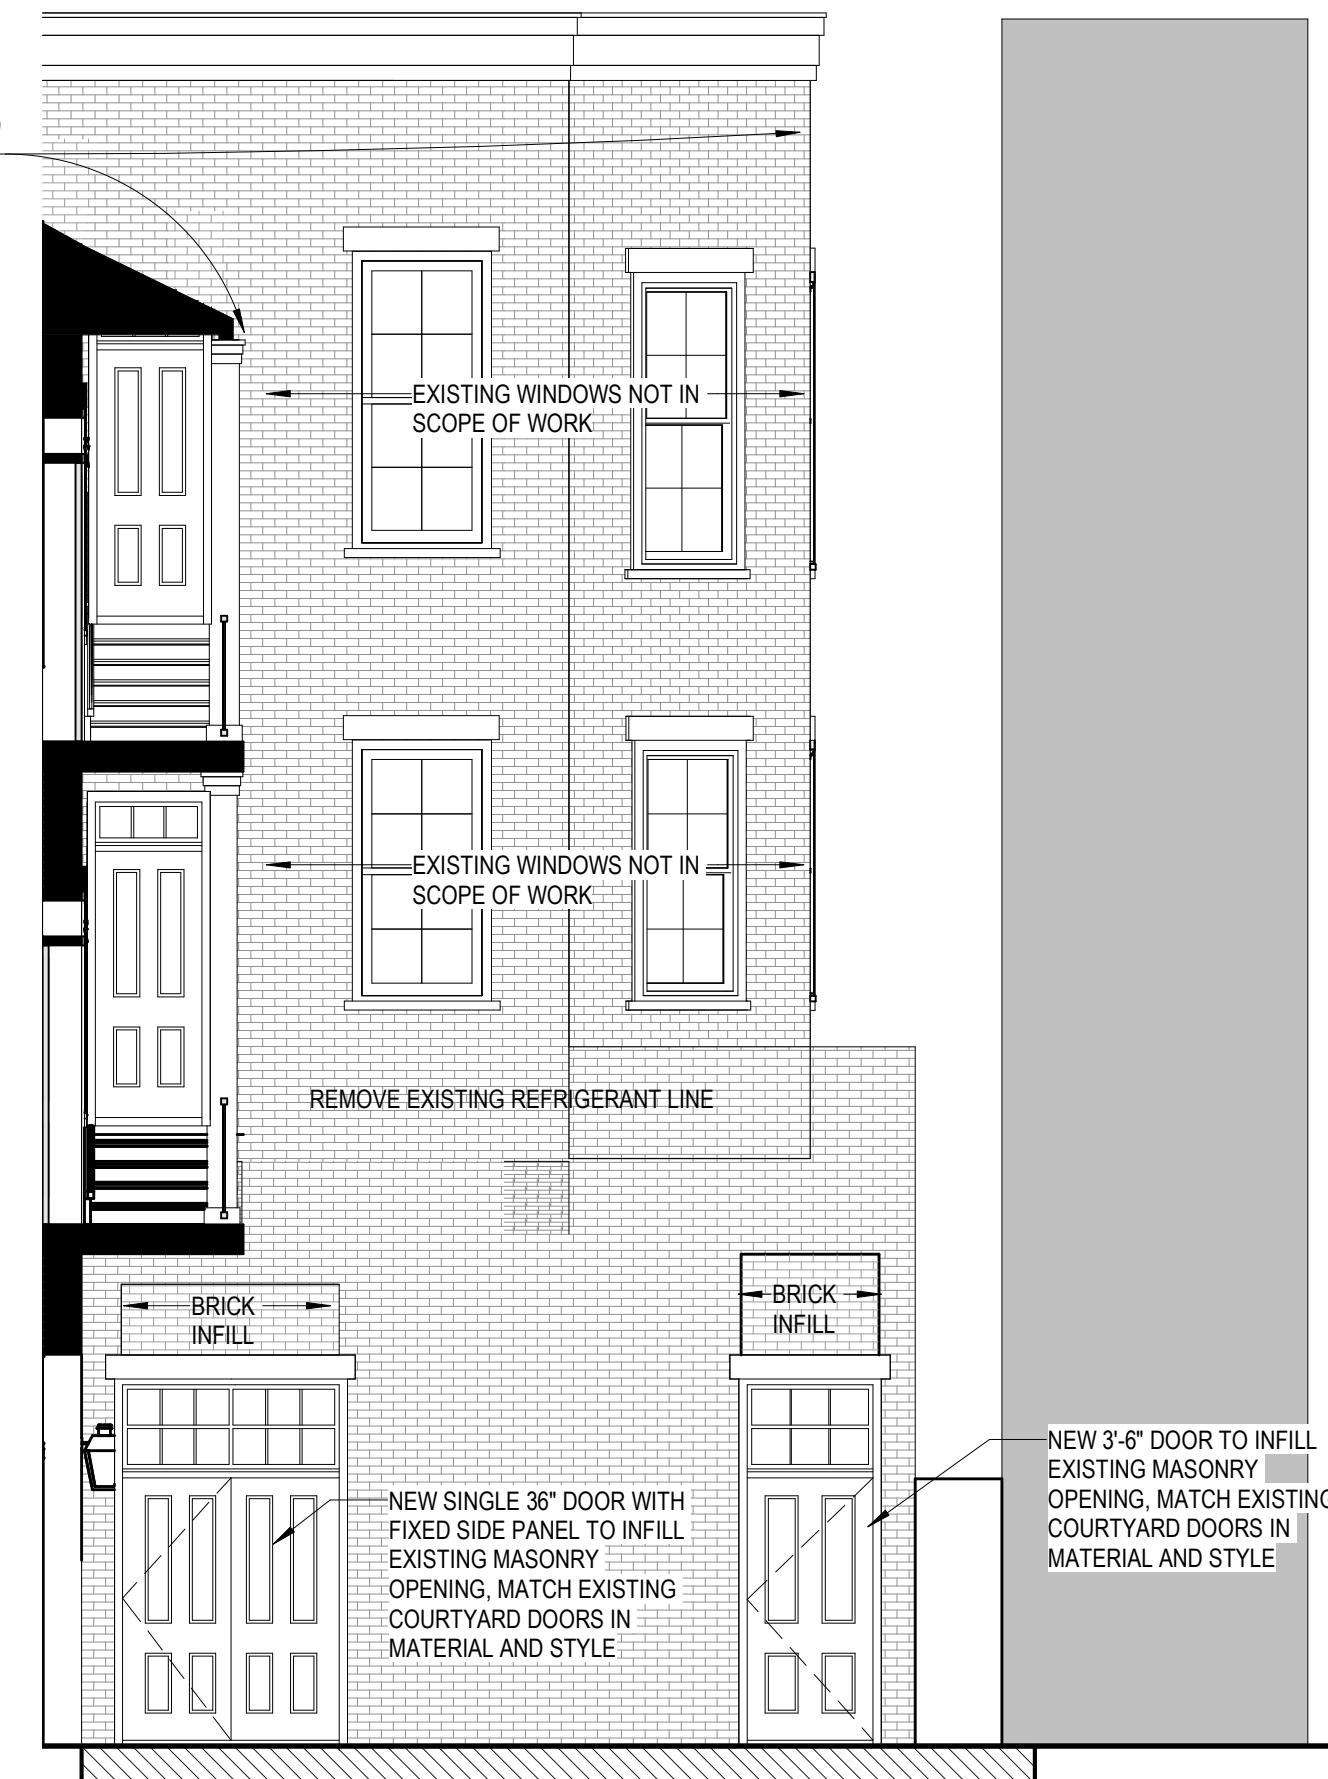 EXISTING WINDOWS NOT IN
SCOPE OF WORK
EXISTING WINDOWS NOT IN
SCOPE OF WORK
REMOVE EXISTING REFRIGERANT LINE
BRICK
INFILL
BRICK
INFILL
NEW SINGLE 36" DOOR WITH
FIXED SIDE PANEL TO INFILL
EXISTING MASONRY
OPENING, MATCH EXISTING
COURTYARD DOORS IN
MATERIAL AND STYLE
NEW 3'-6" DOOR TO INFILL
EXISTING MASONRY
OPENING, MATCH EXISTING
COURTYARD DOORS IN
MATERIAL AND STYLE